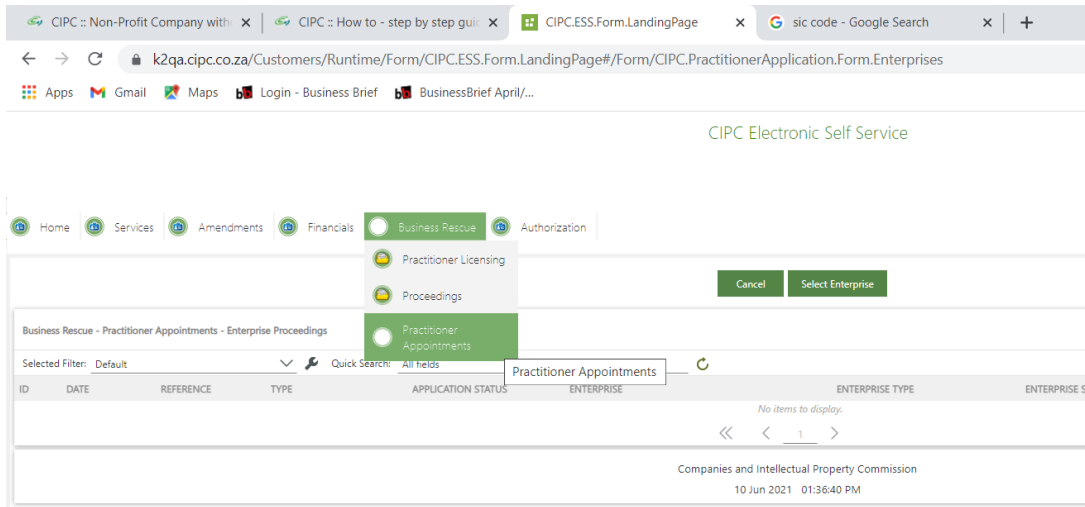 CIPC :: Non-Profit Company with
CIPC :: How to - step by step guid
CIPC.ESS.Form.LandingPage
sic code - Google Search
k2qa.cipc.co.za/Customers/Runtime/Form/CIPC.ESS.Form.LandingPage#/Form/CIPC.PractitionerApplication.Form.Enterprises
Apps Gmail Maps Login - Business Brief BusinessBrief April/...
CIPC Electronic Self Service
Home Services Amendments Financials Business Rescue Authorization
Practitioner Licensing
Proceedings
Practitioner
Appointments
Practitioner Appointments
Cancel Select Enterprise
Business Rescue - Practitioner Appointments - Enterprise Proceedings
Selected Filter: Default Quick Search: All fields
ID DATE REFERENCE TYPE APPLICATION STATUS ENTERPRISE ENTERPRISE TYPE ENTERPRISE S
No items to display.
1
Companies and Intellectual Property Commission
10 Jun 2021 01:36:40 PM